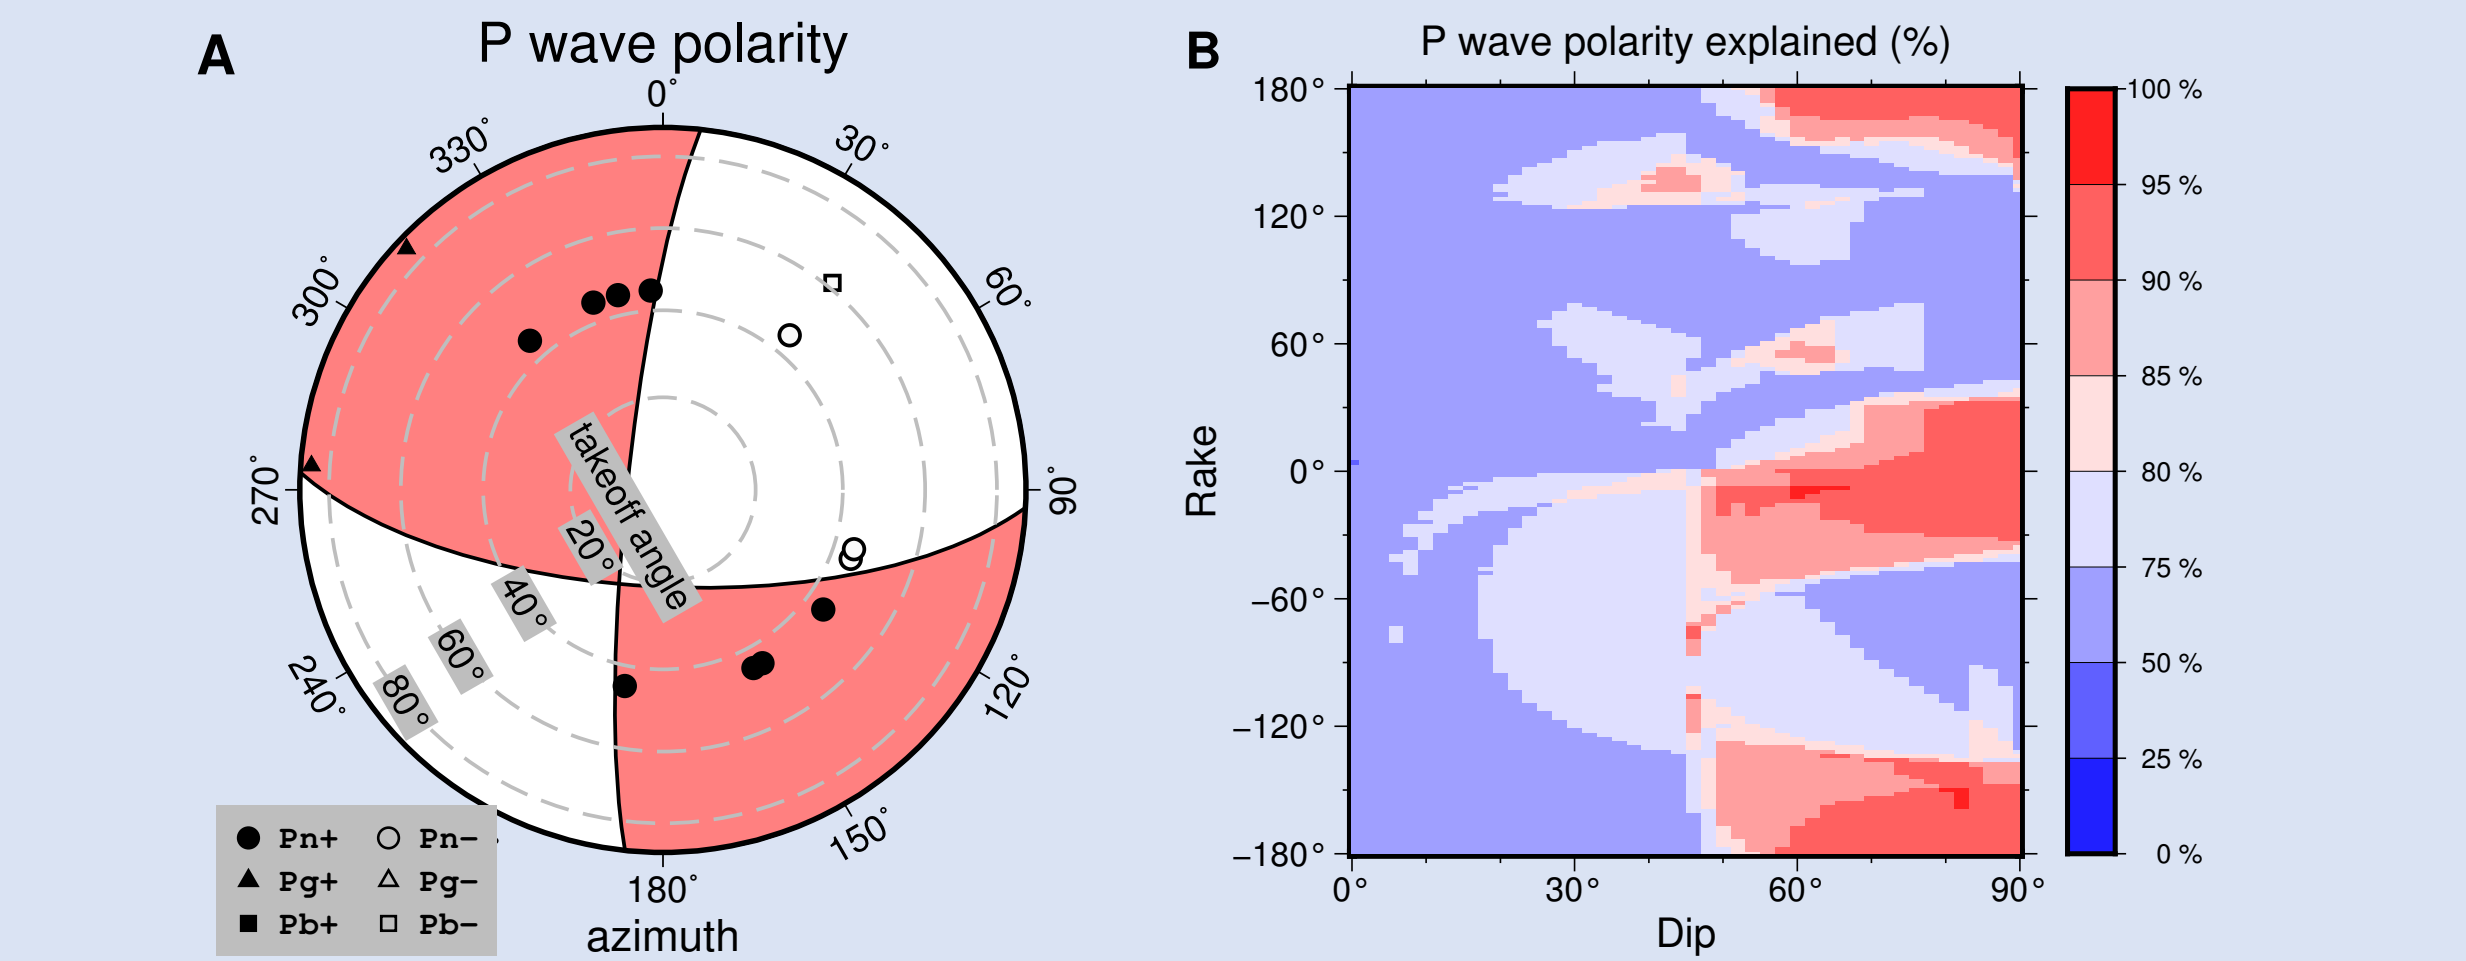 A
P wave polarity
0°
30°
60°
90°
120°
150°
180°
240°
270°
300°
330°
takeoff angle
20°
40°
60°
80°
azimuth
Pn+ Pn−
Pg+ Pg−
Pb+ Pb−
B
P wave polarity explained (%)
Rake
180°
120°
60°
0°
−60°
−120°
−180°
0° 30° 60° 90°
Dip
100 %
95 %
90 %
85 %
80 %
75 %
50 %
25 %
0 %